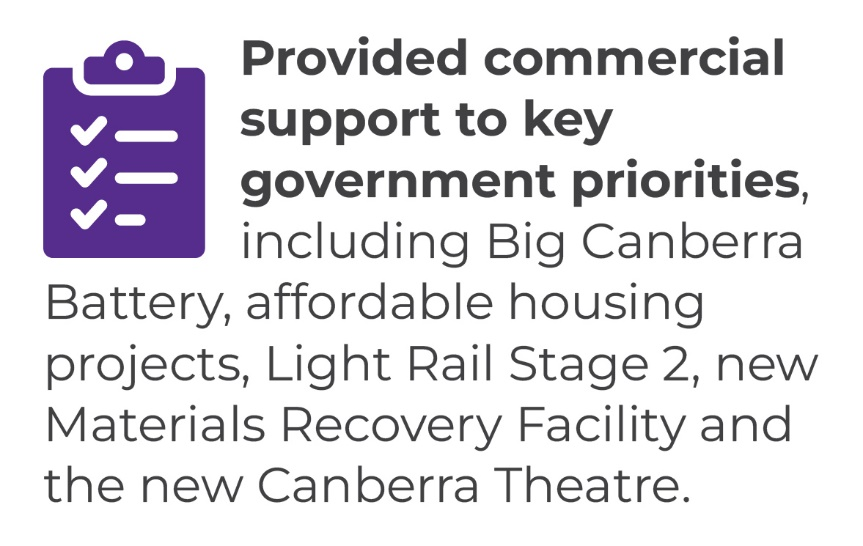 Provided commercial
support to key
government priorities,
including Big Canberra
Battery, affordable housing
projects, Light Rail Stage 2, new
Materials Recovery Facility and
the new Canberra Theatre.